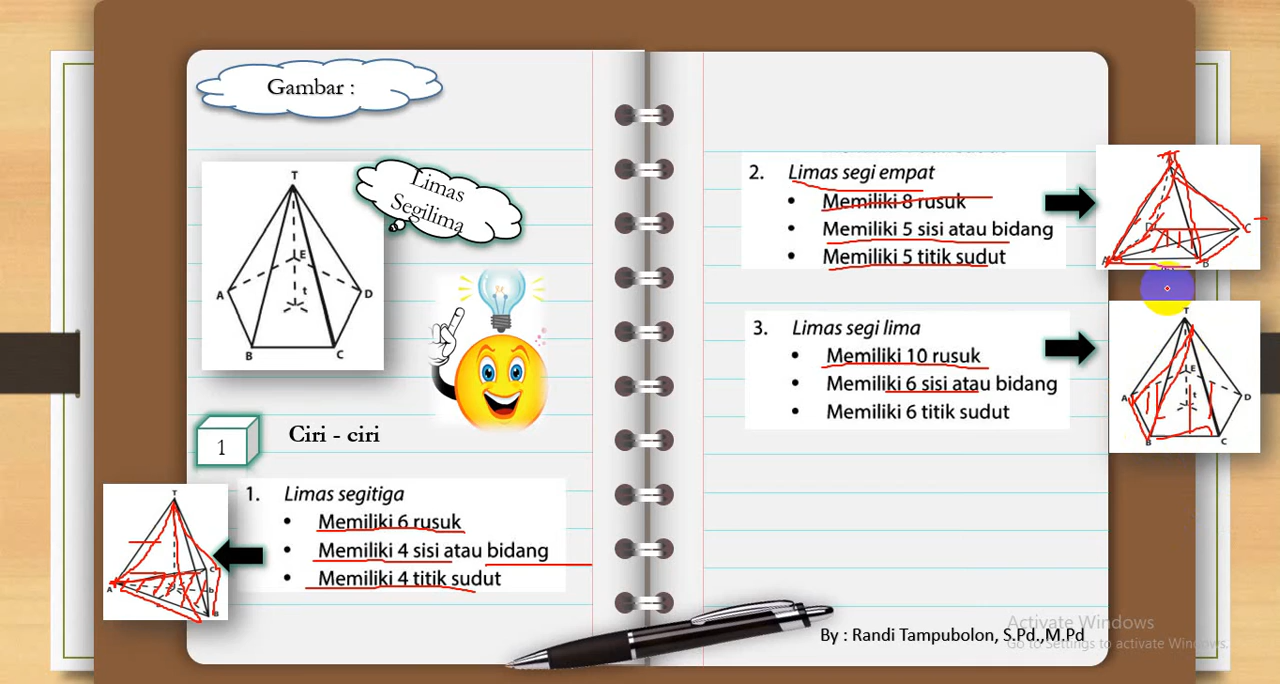 Gambar :
Limas
Segilima
T
E
A
D
t
B
C
1
Ciri - ciri
1. Limas segitiga
• Memiliki 6 rusuk
• Memiliki 4 sisi atau bidang
• Memiliki 4 titik sudut
T
C
A
b
B
2. Limas segi empat
• Memiliki 8 rusuk
• Memiliki 5 sisi atau bidang
• Memiliki 5 titik sudut
T
D
C
A
B
3. Limas segi lima
• Memiliki 10 rusuk
• Memiliki 6 sisi atau bidang
• Memiliki 6 titik sudut
T
E
A
D
t
B
C
By : Randi Tampubolon, S.Pd.,M.Pd
Activate Windows
Go to Settings to activate Windows.